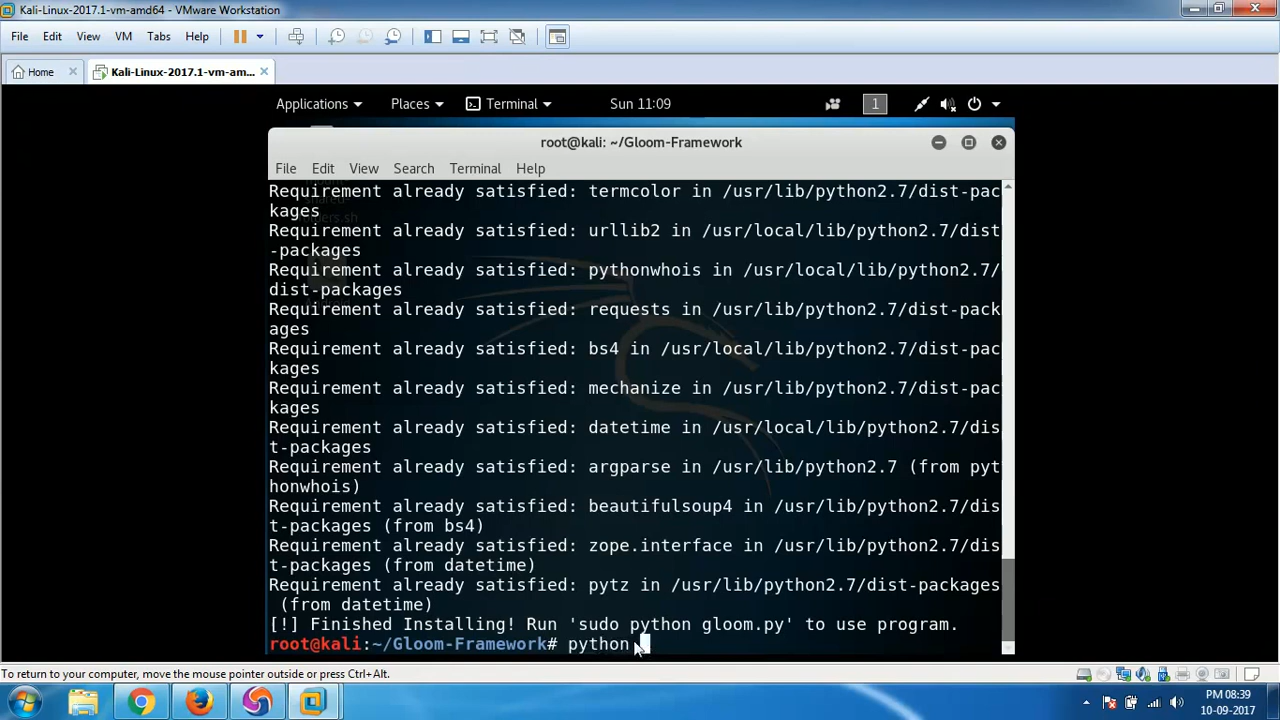 Kali-Linux-2017.1-vm-amd64 - VMware Workstation
File Edit View VM Tabs Help
Home Kali-Linux-2017.1-vm-am...
Applications Places Terminal Sun 11:09 1
root@kali: ~/Gloom-Framework
File Edit View Search Terminal Help
Requirement already satisfied: termcolor in /usr/lib/python2.7/dist-pac
kages
Requirement already satisfied: urllib2 in /usr/local/lib/python2.7/dist
-packages
Requirement already satisfied: pythonwhois in /usr/local/lib/python2.7/
dist-packages
Requirement already satisfied: requests in /usr/lib/python2.7/dist-pack
ages
Requirement already satisfied: bs4 in /usr/local/lib/python2.7/dist-pac
kages
Requirement already satisfied: mechanize in /usr/lib/python2.7/dist-pac
kages
Requirement already satisfied: datetime in /usr/local/lib/python2.7/dis
t-packages
Requirement already satisfied: argparse in /usr/lib/python2.7 (from pyt
honwhois)
Requirement already satisfied: beautifulsoup4 in /usr/lib/python2.7/dis
t-packages (from bs4)
Requirement already satisfied: zope.interface in /usr/lib/python2.7/dis
t-packages (from datetime)
Requirement already satisfied: pytz in /usr/lib/python2.7/dist-packages
(from datetime)
[!] Finished Installing! Run 'sudo python gloom.py' to use program.
root@kali:~/Gloom-Framework# python
To return to your computer, move the mouse pointer outside or press Ctrl+Alt.
PM 08:39
10-09-2017